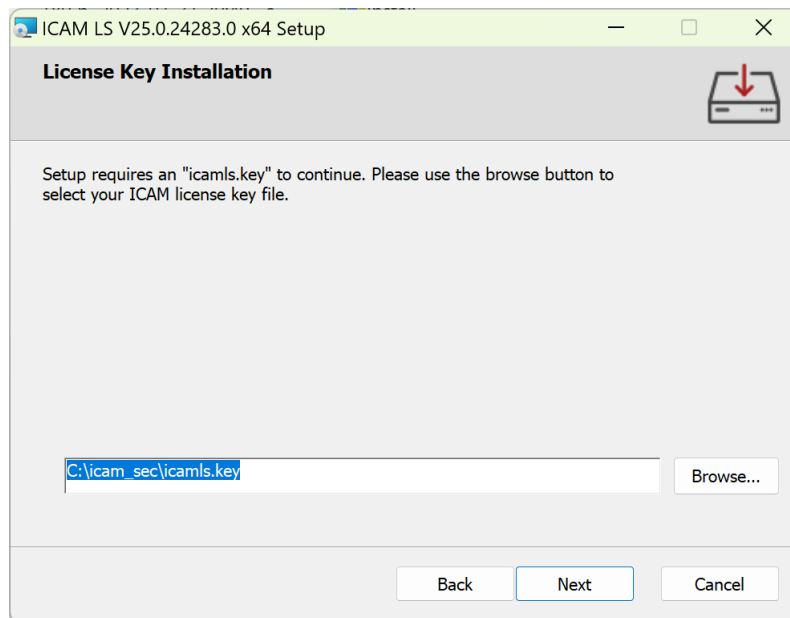 ICAM LS V25.0.24283.0 x64 Setup
License Key Installation
Setup requires an "icamls.key" to continue. Please use the browse button to
select your ICAM license key file.
C:\icam_sec\icamls.key
Browse...
Back
Next
Cancel